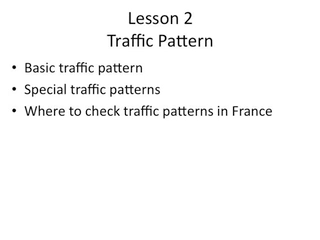 Lesson 2
Traffic Pattern
• Basic traffic pattern
• Special traffic patterns
• Where to check traffic patterns in France